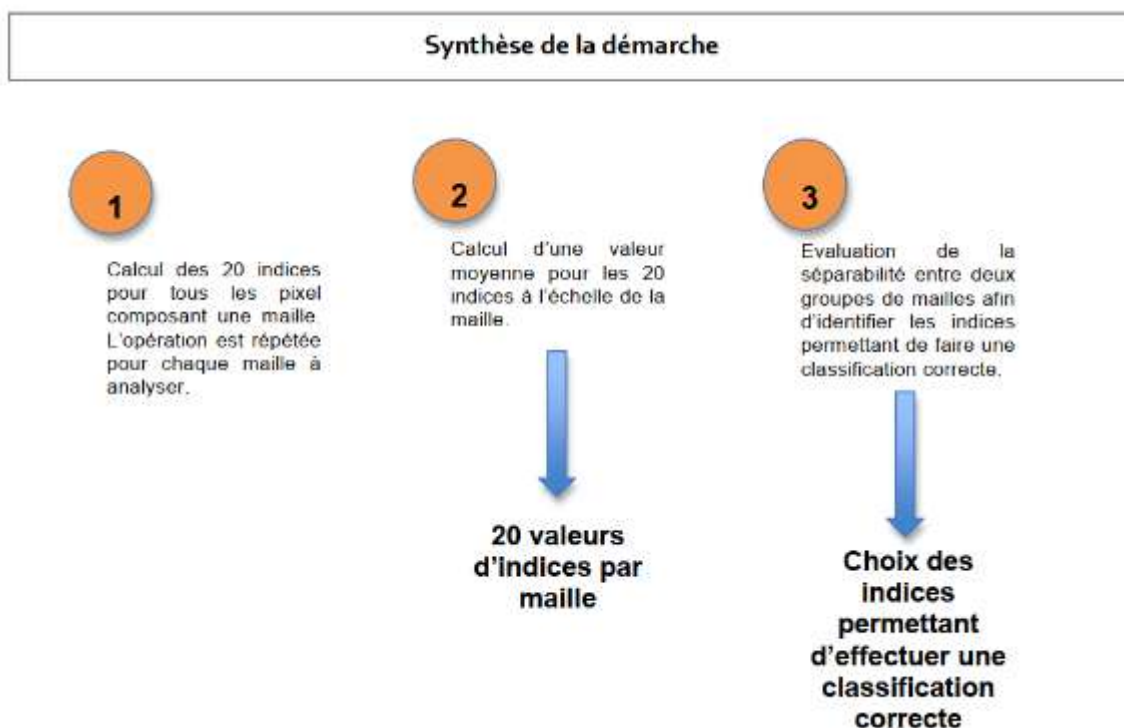 Synthèse de la démarche
1
Calcul des 20 indices
pour tous les pixel
composant une maille.
L'opération est répétée
pour chaque maille à
analyser.
2
Calcul d'une valeur
moyenne pour les 20
indices à l'échelle de la
maille.
20 valeurs
d'indices par
maille
3
Evaluation de la
séparabilité entre deux
groupes de mailles afin
d'identifier les indices
permettant de faire une
classification correcte.
Choix des
indices
permettant
d'effectuer une
classification
correcte